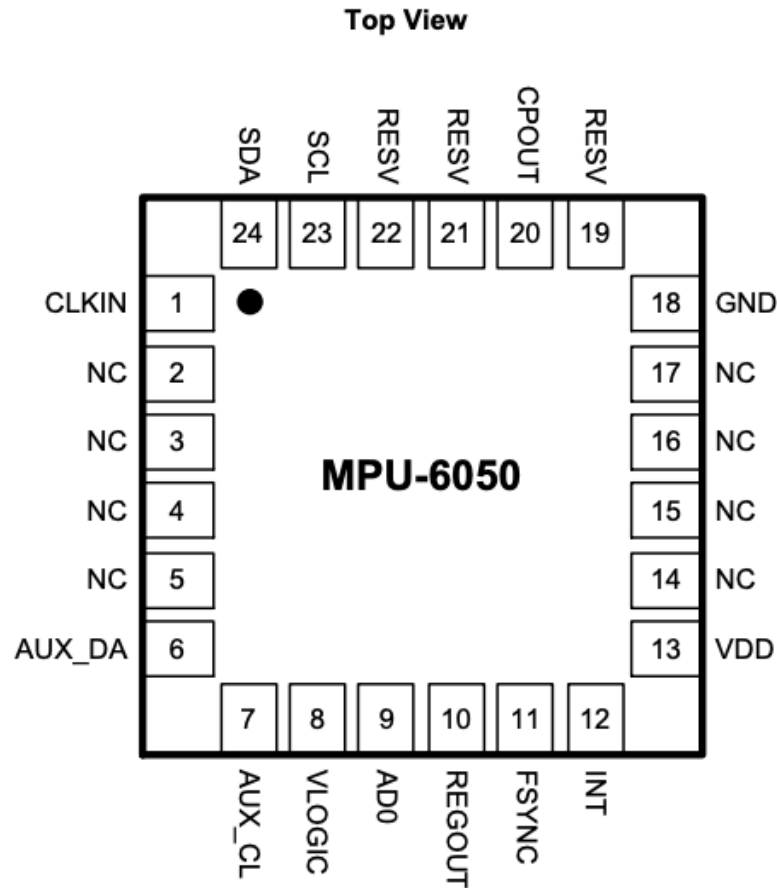 Top View
SDA SCL RESV RESV CPOUT RESV
24 23 22 21 20 19
CLKIN 1 18 GND
NC 2 17 NC
NC 3 16 NC
MPU-6050
NC 4 15 NC
NC 5 14 NC
AUX_DA 6 13 VDD
7 8 9 10 11 12
AUX_CL VLOGIC AD0 REGOUT FSYNC INT